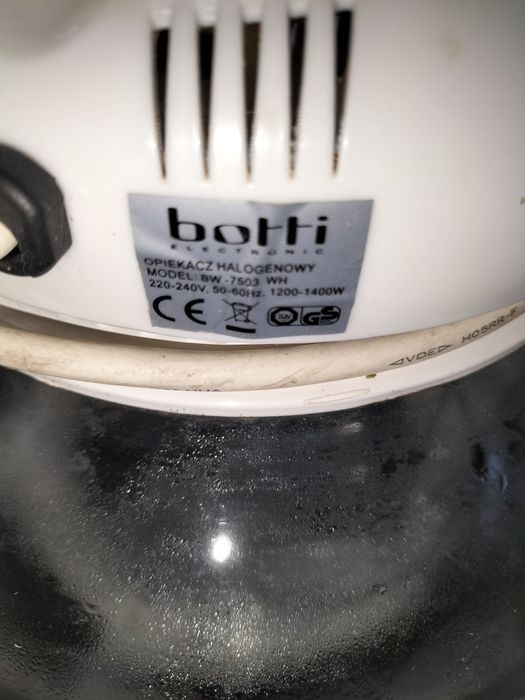 botti
ELECTRONIC
OPIEKACZ HALOGENOWY
MODEL: BW -7503 WH
220-240V, 50-60Hz, 1200-1400W
CE GS
◁VDE▷ H05RR-F